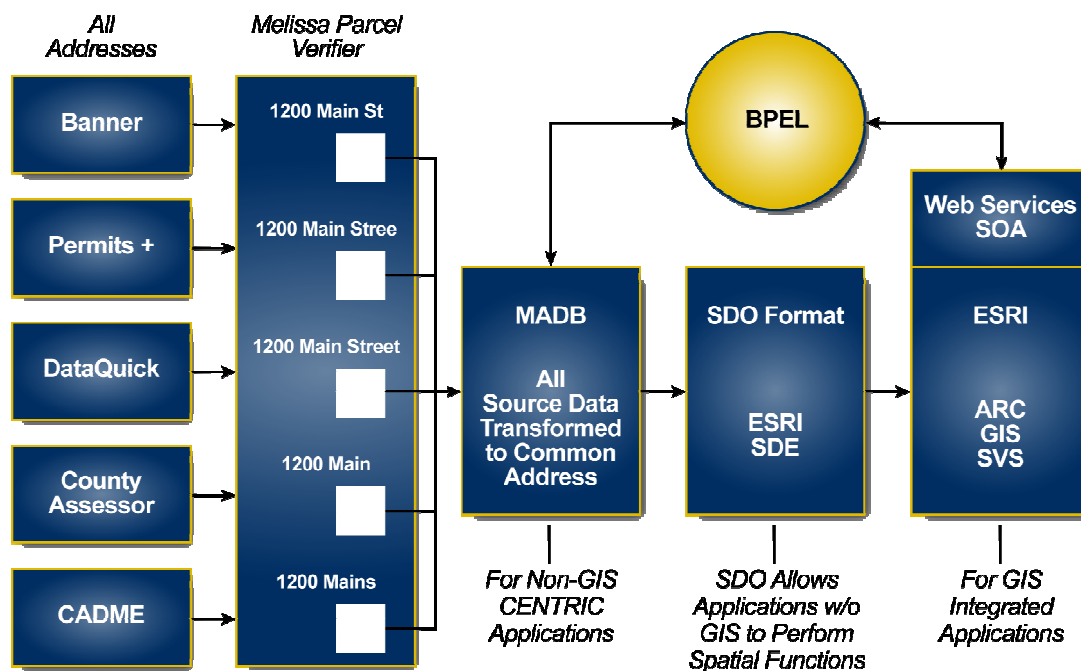 All
Addresses
Melissa Parcel
Verifier
Banner
Permits +
DataQuick
County
Assessor
CADME
1200 Main St
1200 Main Stree
1200 Main Street
1200 Main
1200 Mains
BPEL
MADB
All
Source Data
Transformed
to Common
Address
SDO Format
ESRI
SDE
Web Services
SOA
ESRI
ARC
GIS
SVS
For Non-GIS
CENTRIC
Applications
SDO Allows
Applications w/o
GIS to Perform
Spatial Functions
For GIS
Integrated
Applications